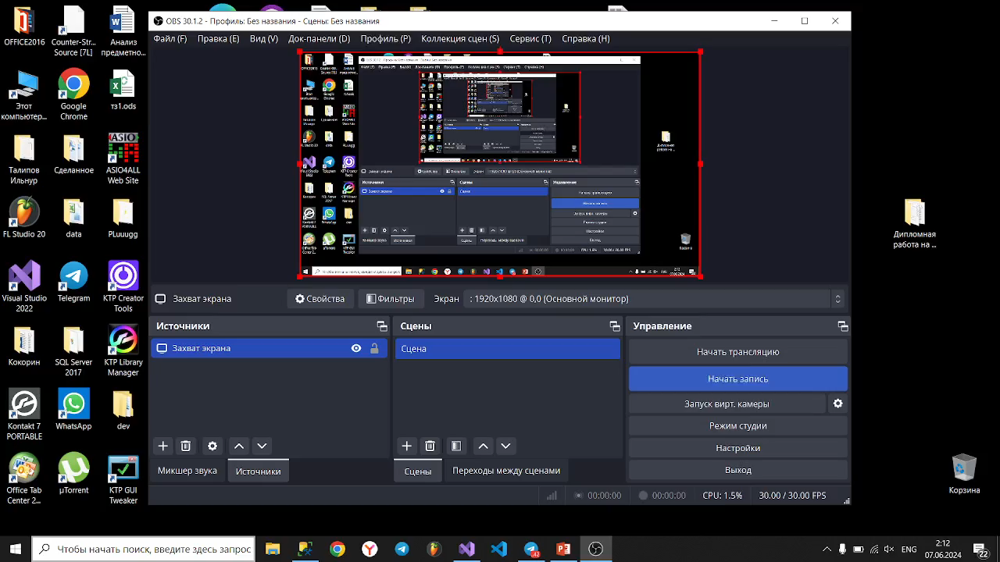 OFFICE2016
Counter-Str...
Source [7L]
Анализ
предметно...
Этот
компьютер...
Google
Chrome
тз1.ods
Талипов
Ильнур
Сделанное
ASIO4ALL
Web Site
FL Studio 20
data
FLuuugg
Visual Studio
2022
Telegram
KTP Creator
Tools
Кокорин
SQL Server
2017
KTP Library
Manager
Kontakt 7
PORTABLE
WhatsApp
dev
Office Tab
Center 2...
µTorrent
KTP GUI
Tweaker
OBS 30.1.2 - Профиль: Без названия - Сцены: Без названия
Файл (F) Правка (E) Вид (V) Док-панели (D) Профиль (P) Коллекция сцен (S) Сервис (T) Справка (H)
Захват экрана Свойства Фильтры Экран : 1920x1080 @ 0,0 (Основной монитор)
Источники
Захват экрана
Микшер звука Источники
Сцены
Сцена
Сцены Переходы между сценами
Управление
Начать трансляцию
Начать запись
Запуск вирт. камеры
Режим студии
Настройки
Выход
00:00:00 00:00:00 CPU: 1.5% 30.00 / 30.00 FPS
Дипломная
работа ...
Корзина
Чтобы начать поиск, введите здесь запрос
ENG
2:12
07.06.2024